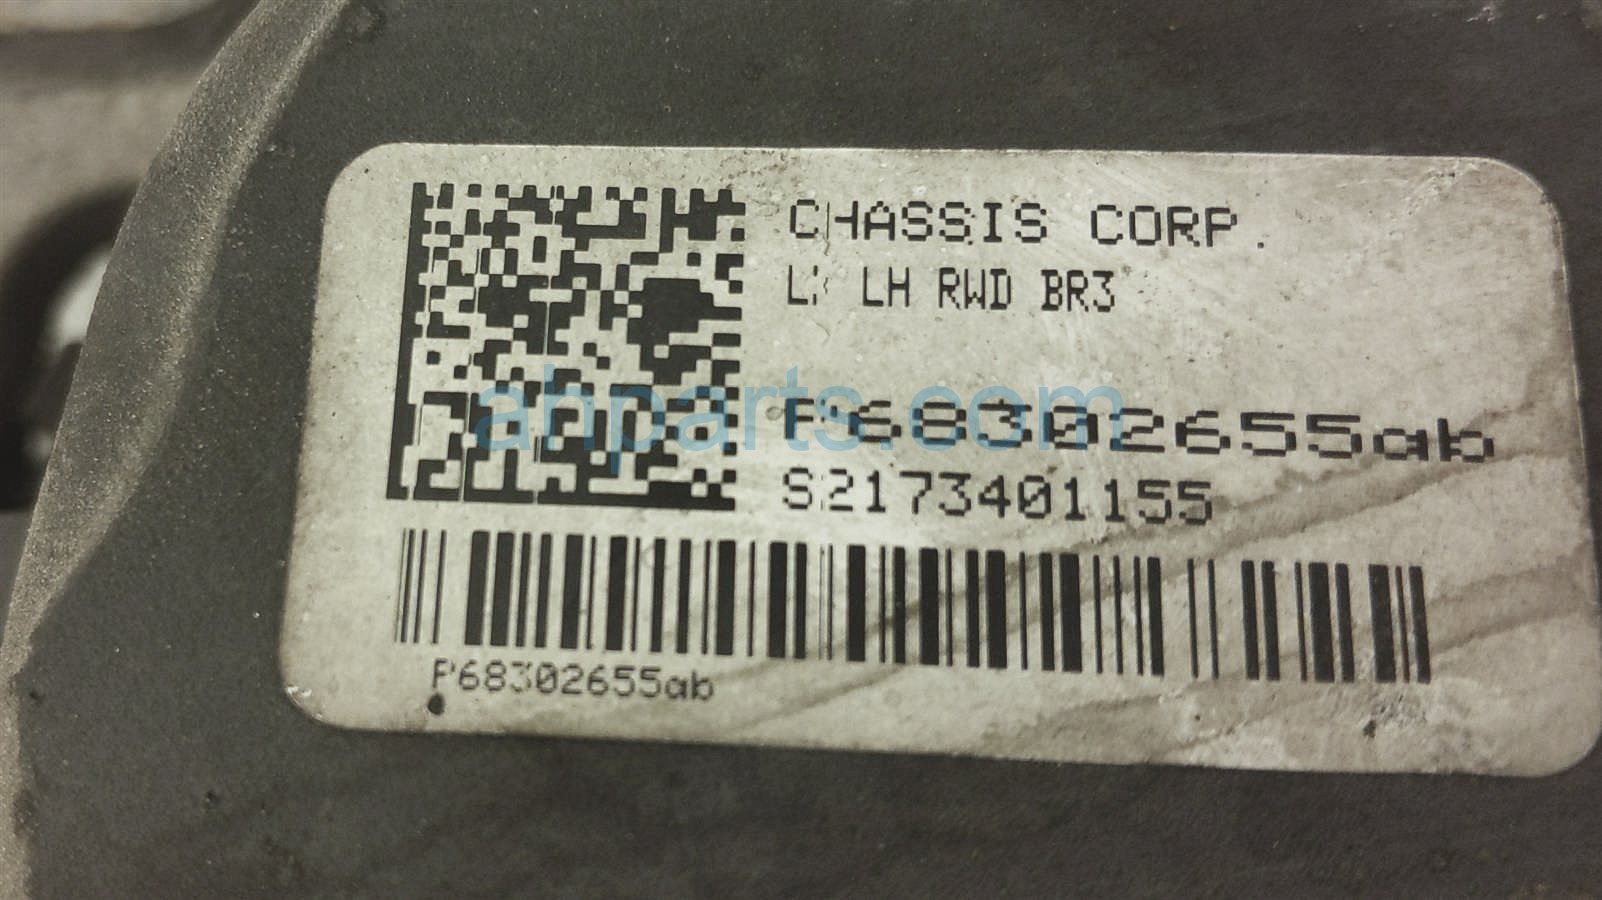 CHASSIS CORP.
LH RWD BR3
P68302655ab
S2173401155
P68302655ab
ahparts.com